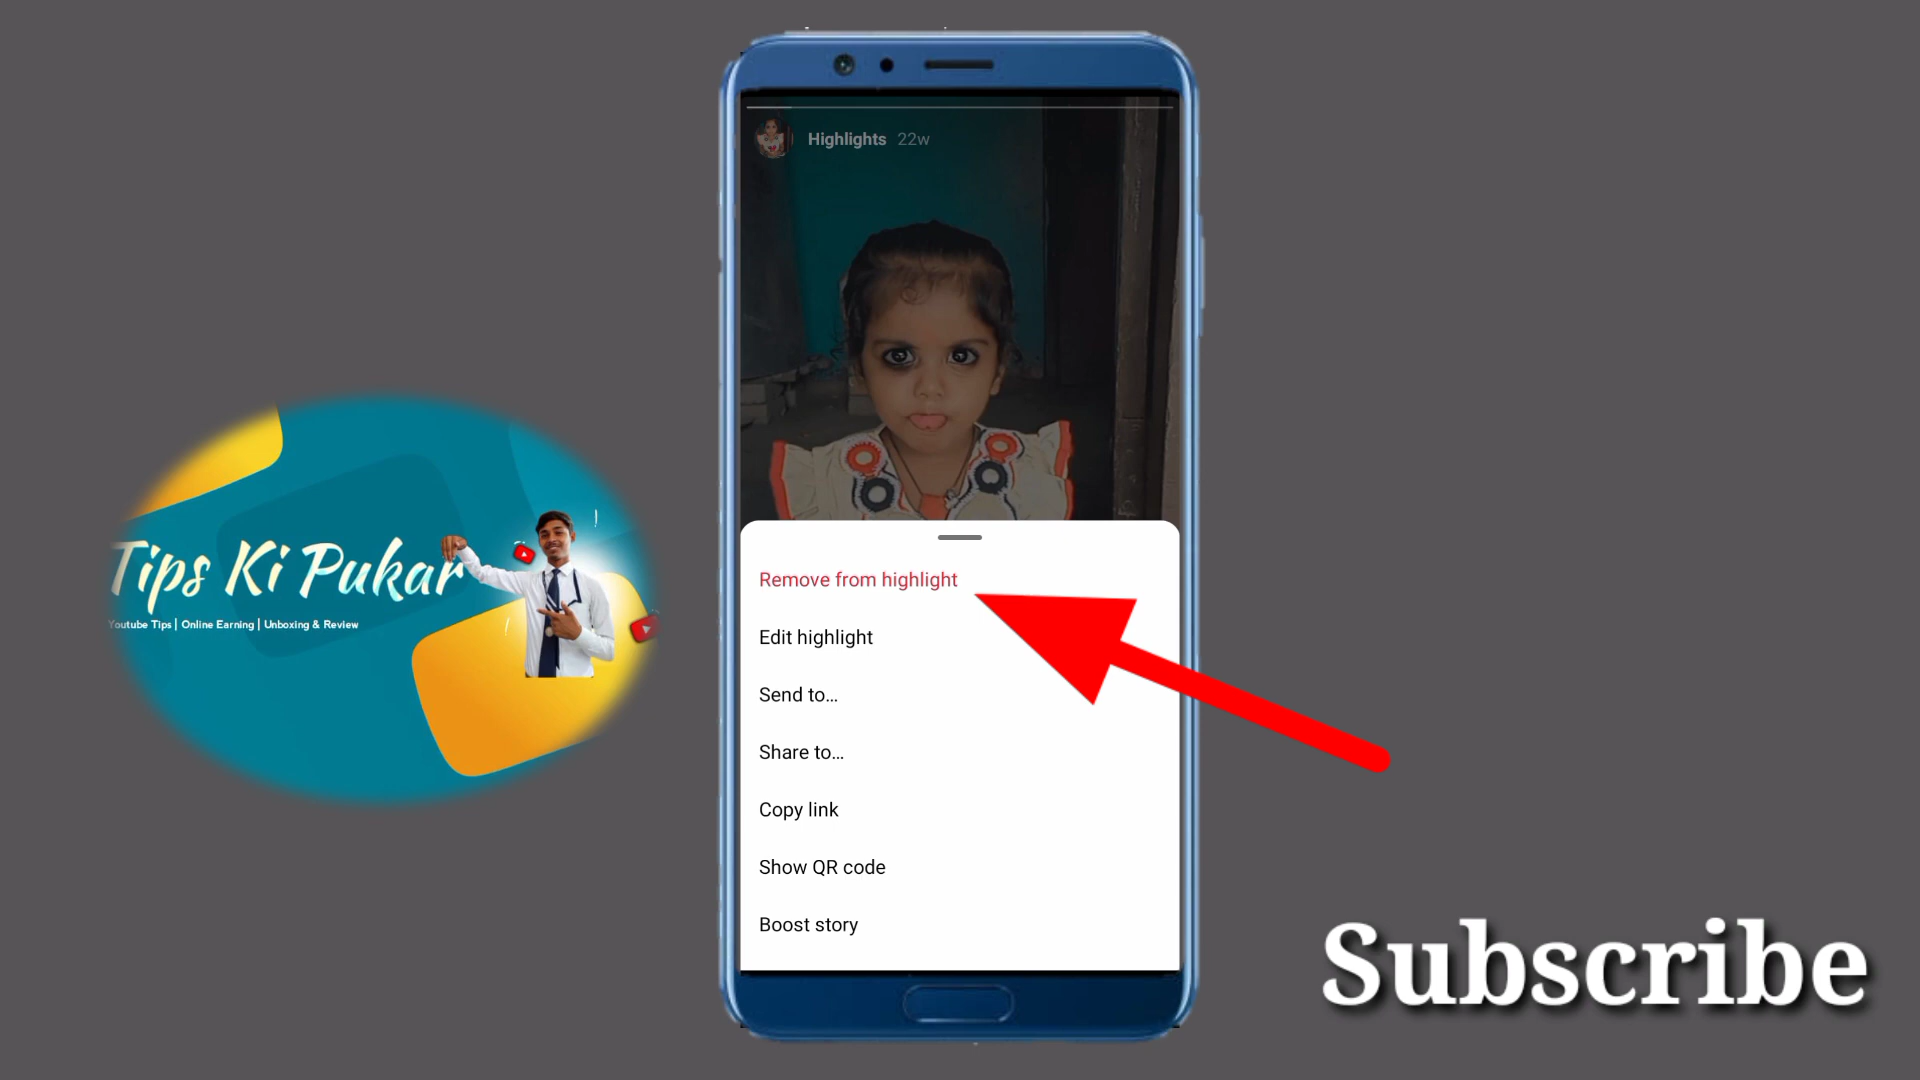 Highlights 22w
Tips Ki Pukar
Youtube Tips | Online Earning | Unboxing & Review
Remove from highlight
Edit highlight
Send to...
Share to...
Copy link
Show QR code
Boost story
Subscribe